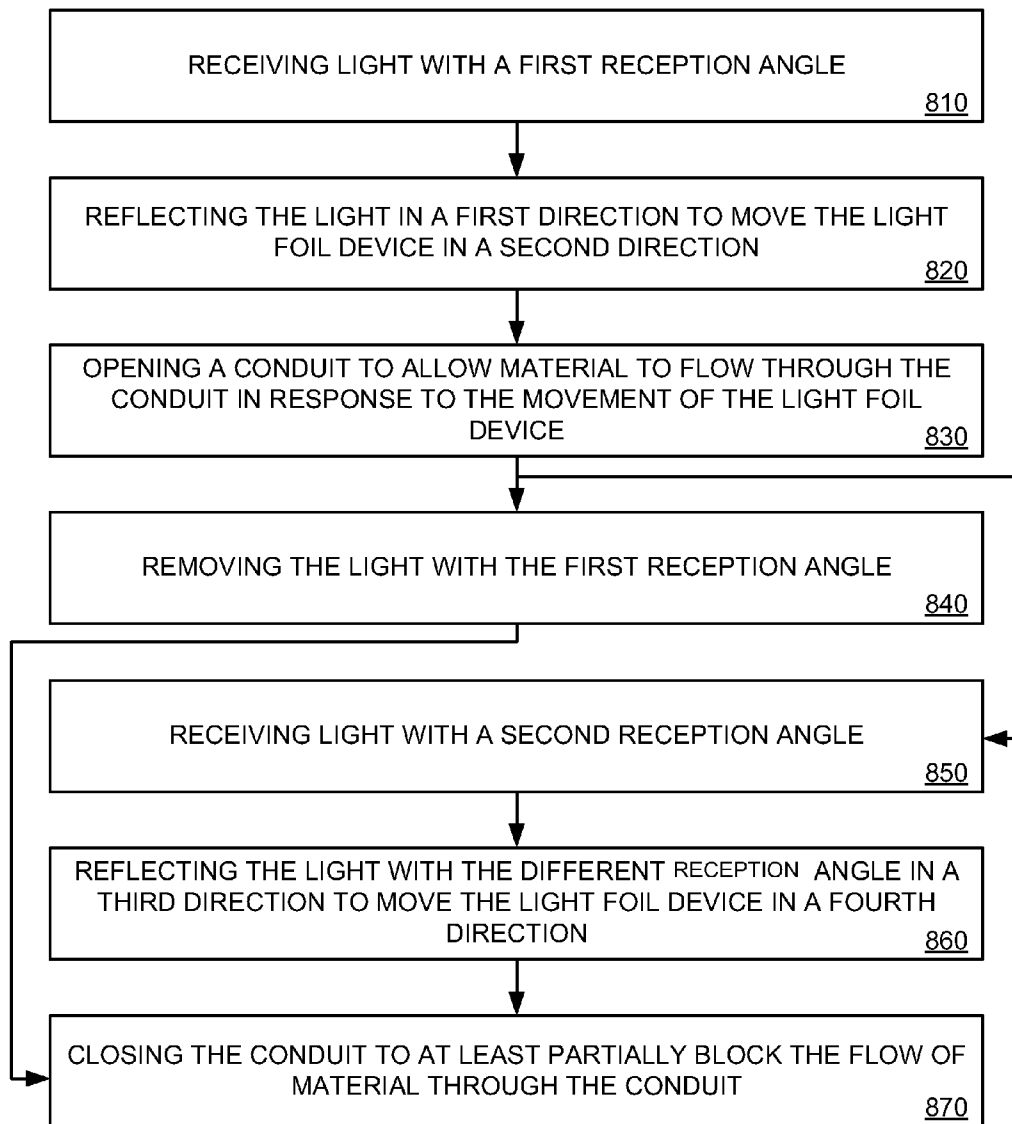 RECEIVING LIGHT WITH A FIRST RECEPTION ANGLE
810
REFLECTING THE LIGHT IN A FIRST DIRECTION TO MOVE THE LIGHT
FOIL DEVICE IN A SECOND DIRECTION
820
OPENING A CONDUIT TO ALLOW MATERIAL TO FLOW THROUGH THE
CONDUIT IN RESPONSE TO THE MOVEMENT OF THE LIGHT FOIL
DEVICE
830
REMOVING THE LIGHT WITH THE FIRST RECEPTION ANGLE
840
RECEIVING LIGHT WITH A SECOND RECEPTION ANGLE
850
REFLECTING THE LIGHT WITH THE DIFFERENT RECEPTION ANGLE IN A
THIRD DIRECTION TO MOVE THE LIGHT FOIL DEVICE IN A FOURTH
DIRECTION
860
CLOSING THE CONDUIT TO AT LEAST PARTIALLY BLOCK THE FLOW OF
MATERIAL THROUGH THE CONDUIT
870